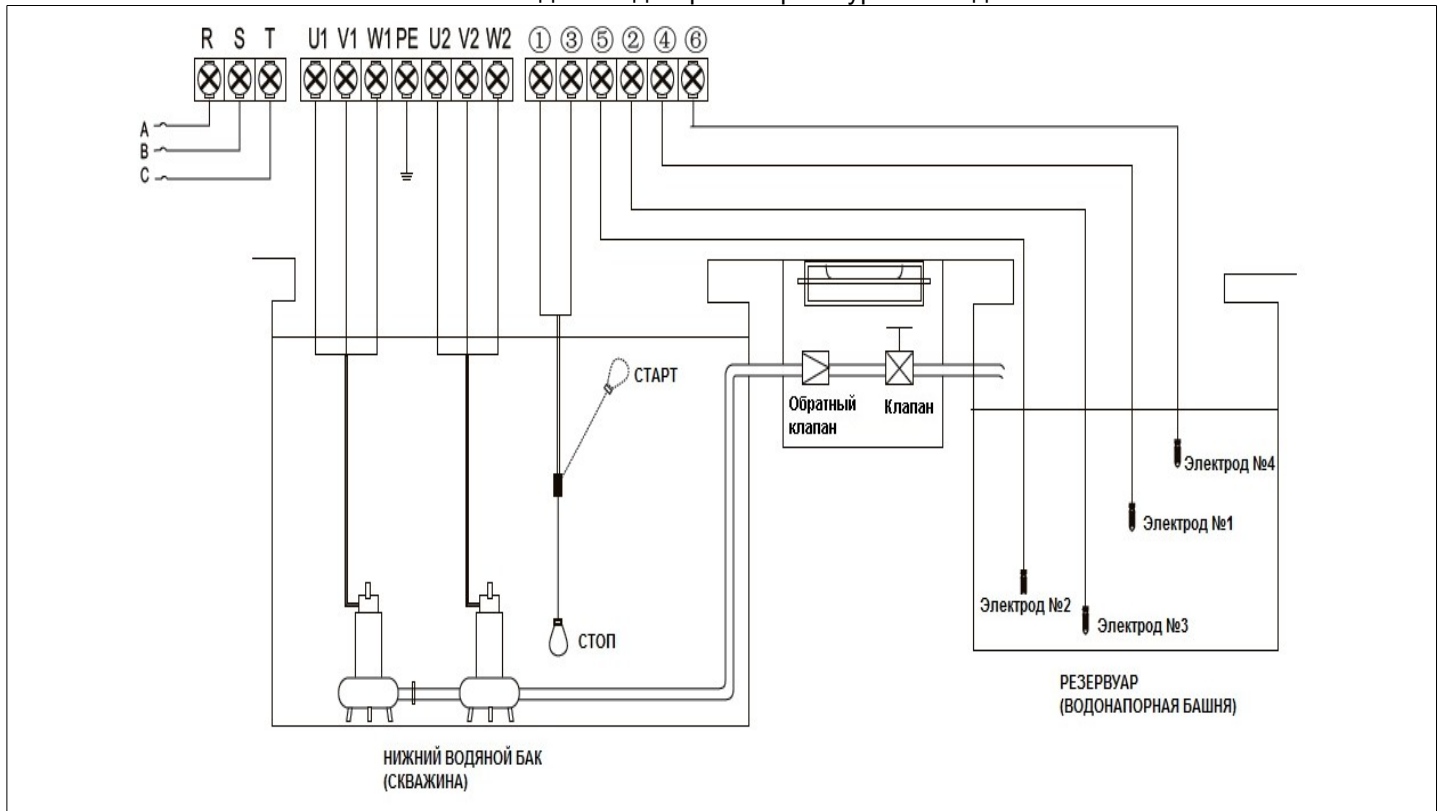 R S T U1 V1 W1 PE U2 V2 W2 ① ③ ⑤ ② ④ ⑥
A
B
C
СТАРТ
Обратный
клапан
Клапан
Электрод №4
Электрод №1
Электрод №2
Электрод №3
СТОП
РЕЗЕРВУАР
(ВОДОНАПОРНАЯ БАШНЯ)
НИЖНИЙ ВОДЯНОЙ БАК
(СКВАЖИНА)